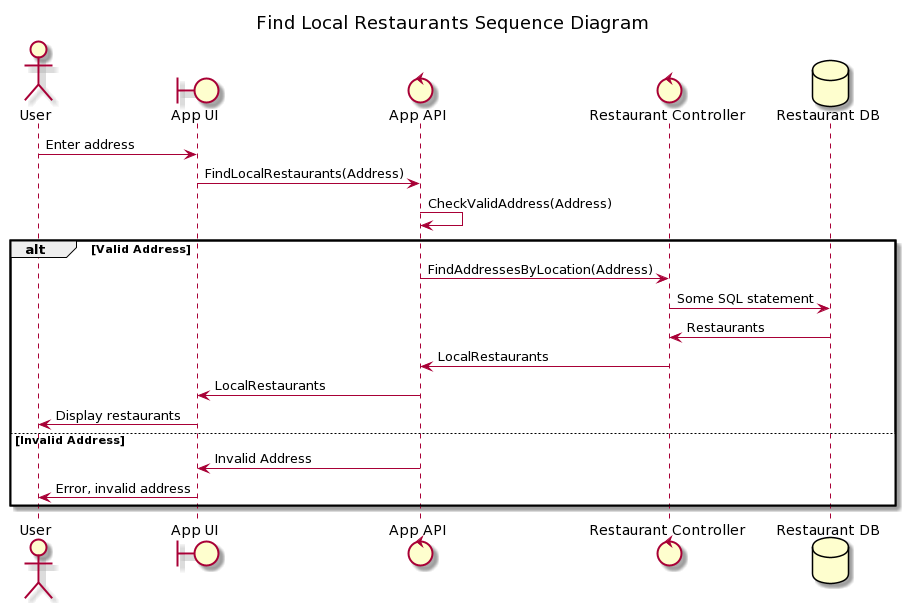 Find Local Restaurants Sequence Diagram
User App UI App API Restaurant Controller Restaurant DB
Enter address
FindLocalRestaurants(Address)
CheckValidAddress(Address)
alt [Valid Address]
FindAddressesByLocation(Address)
Some SQL statement
Restaurants
LocalRestaurants
LocalRestaurants
Display restaurants
[Invalid Address]
Invalid Address
Error, invalid address
User App UI App API Restaurant Controller Restaurant DB